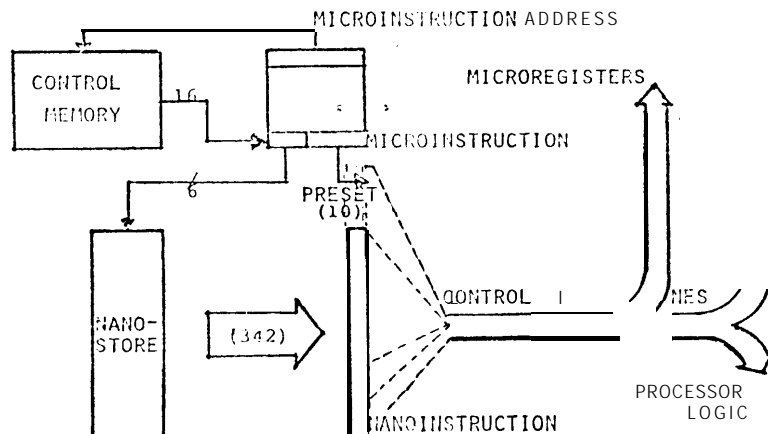 MICROINSTRUCTION ADDRESS
CONTROL
MEMORY
16
MICROREGISTERS
MICROINSTRUCTION
6
PRESET
(10)
CONTROL I NES
NANO-
STORE
(342)
PROCESSOR
LOGIC
NANOINSTRUCTION